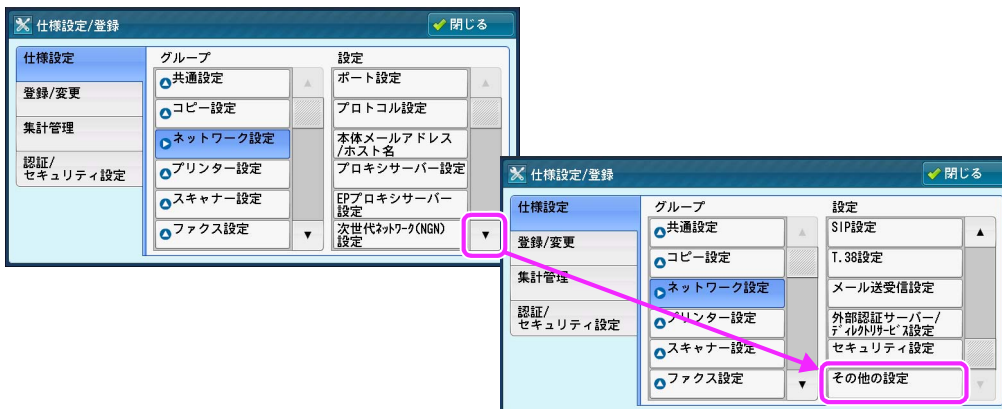 仕様設定/登録
閉じる
仕様設定
登録/変更
集計管理
認証/
セキュリティ設定
グループ
共通設定
コピー設定
ネットワーク設定
プリンター設定
スキャナー設定
ファクス設定
設定
ポート設定
プロトコル設定
本体メールアドレス
/ホスト名
プロキシサーバー設定
EPプロキシサーバー
設定
次世代ネットワーク(NGN)
設定
仕様設定/登録
閉じる
仕様設定
登録/変更
集計管理
認証/
セキュリティ設定
グループ
共通設定
コピー設定
ネットワーク設定
プリンター設定
スキャナー設定
ファクス設定
設定
SIP設定
T.38設定
メール送受信設定
外部認証サーバー/
ディレクトリサービス設定
セキュリティ設定
その他の設定